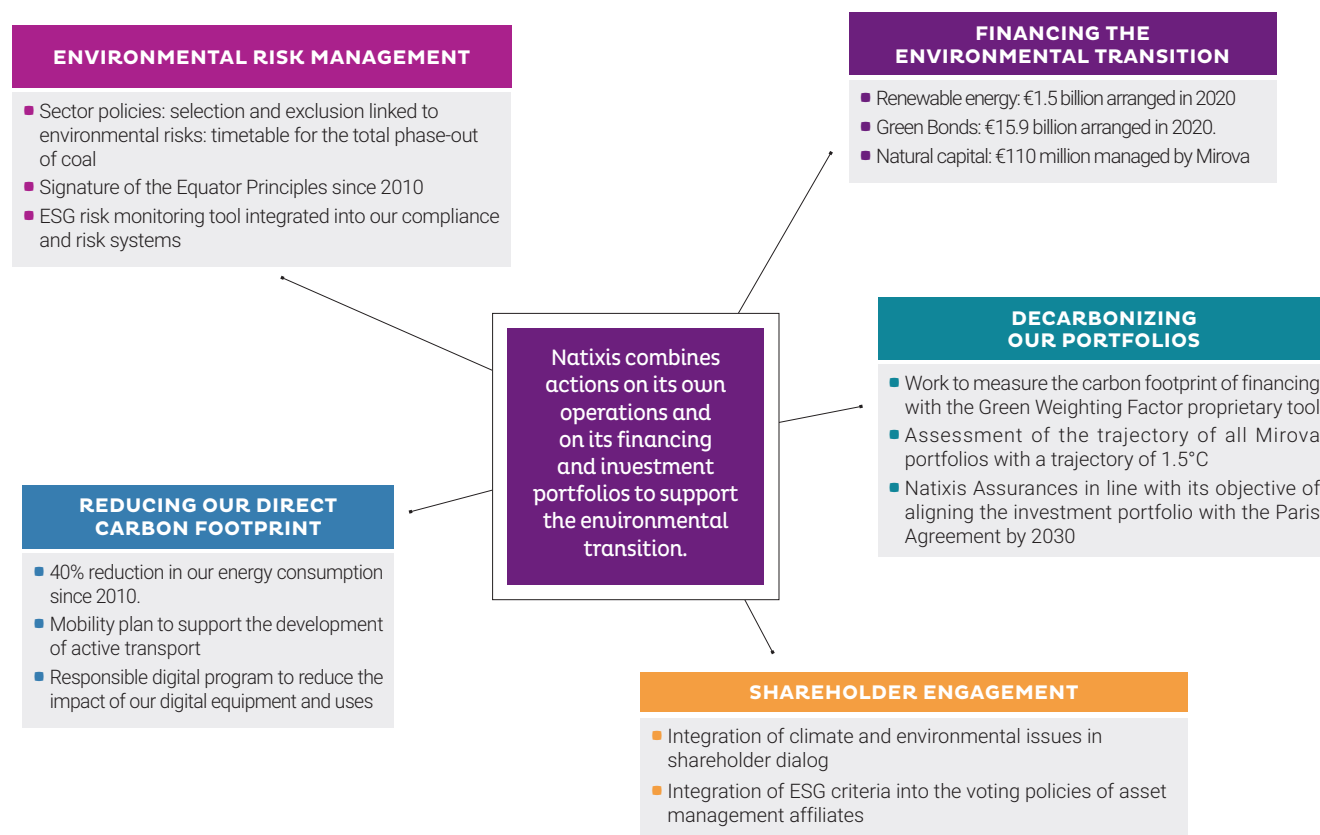 ENVIRONMENTAL RISK MANAGEMENT
Sector policies: selection and exclusion linked to
environmental risks: timetable for the total phase-out
of coal
Signature of the Equator Principles since 2010
ESG risk monitoring tool integrated into our compliance
and risk systems
FINANCING THE
ENVIRONMENTAL TRANSITION
Renewable energy: €1.5 billion arranged in 2020
Green Bonds: €15.9 billion arranged in 2020.
Natural capital: €110 million managed by Mirova
Natixis combines
actions on its own
operations and
on its financing
and investment
portfolios to support
the environmental
transition.
DECARBONIZING
OUR PORTFOLIOS
Work to measure the carbon footprint of financing
with the Green Weighting Factor proprietary tool
Assessment of the trajectory of all Mirova
portfolios with a trajectory of 1.5°C
Natixis Assurances in line with its objective of
aligning the investment portfolio with the Paris
Agreement by 2030
REDUCING OUR DIRECT
CARBON FOOTPRINT
40% reduction in our energy consumption
since 2010.
Mobility plan to support the development
of active transport
Responsible digital program to reduce the
impact of our digital equipment and uses
SHAREHOLDER ENGAGEMENT
Integration of climate and environmental issues in
shareholder dialog
Integration of ESG criteria into the voting policies of asset
management affiliates